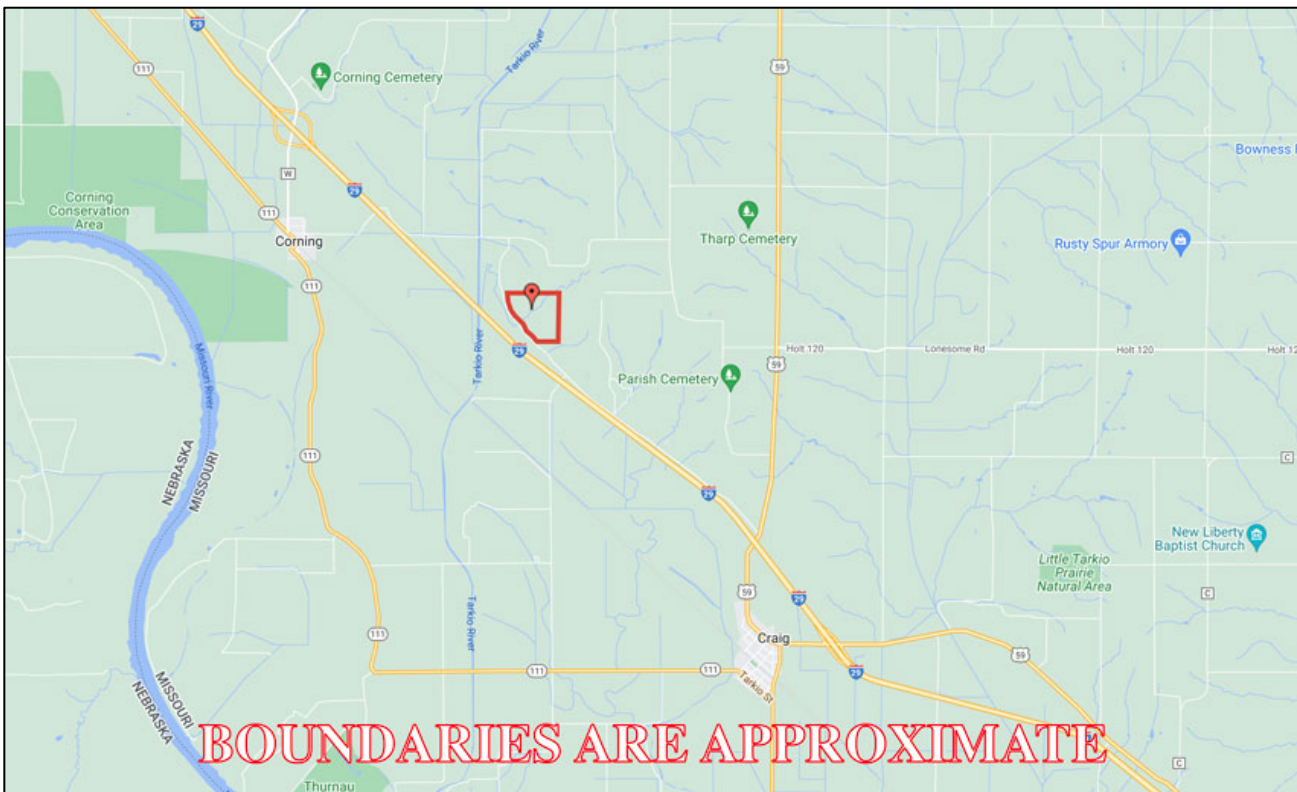 29
111
Corning Cemetery
Tarkio River
59
Bowness
W
29
Corning
Conservation
Area
111
Tharp Cemetery
Corning
Rusty Spur Armory
111
Missouri River
Tarkio River
29
Holt 120
Lonesome Rd
Holt 120
Holt 12
59
Parish Cemetery
111
NEBRASKA
MISSOURI
C
29
New Liberty
Baptist Church
Little Tarkio
Prairie
Natural Area
59
29
C
Tarkio River
111
Craig
59
111
111
29
Tarkio St
MISSOURI
NEBRASKA
BOUNDARIES ARE APPROXIMATE
29
C
Thurnau